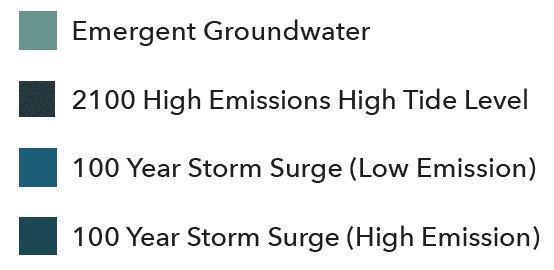 Emergent Groundwater
2100 High Emissions High Tide Level
100 Year Storm Surge (Low Emission)
100 Year Storm Surge (High Emission)